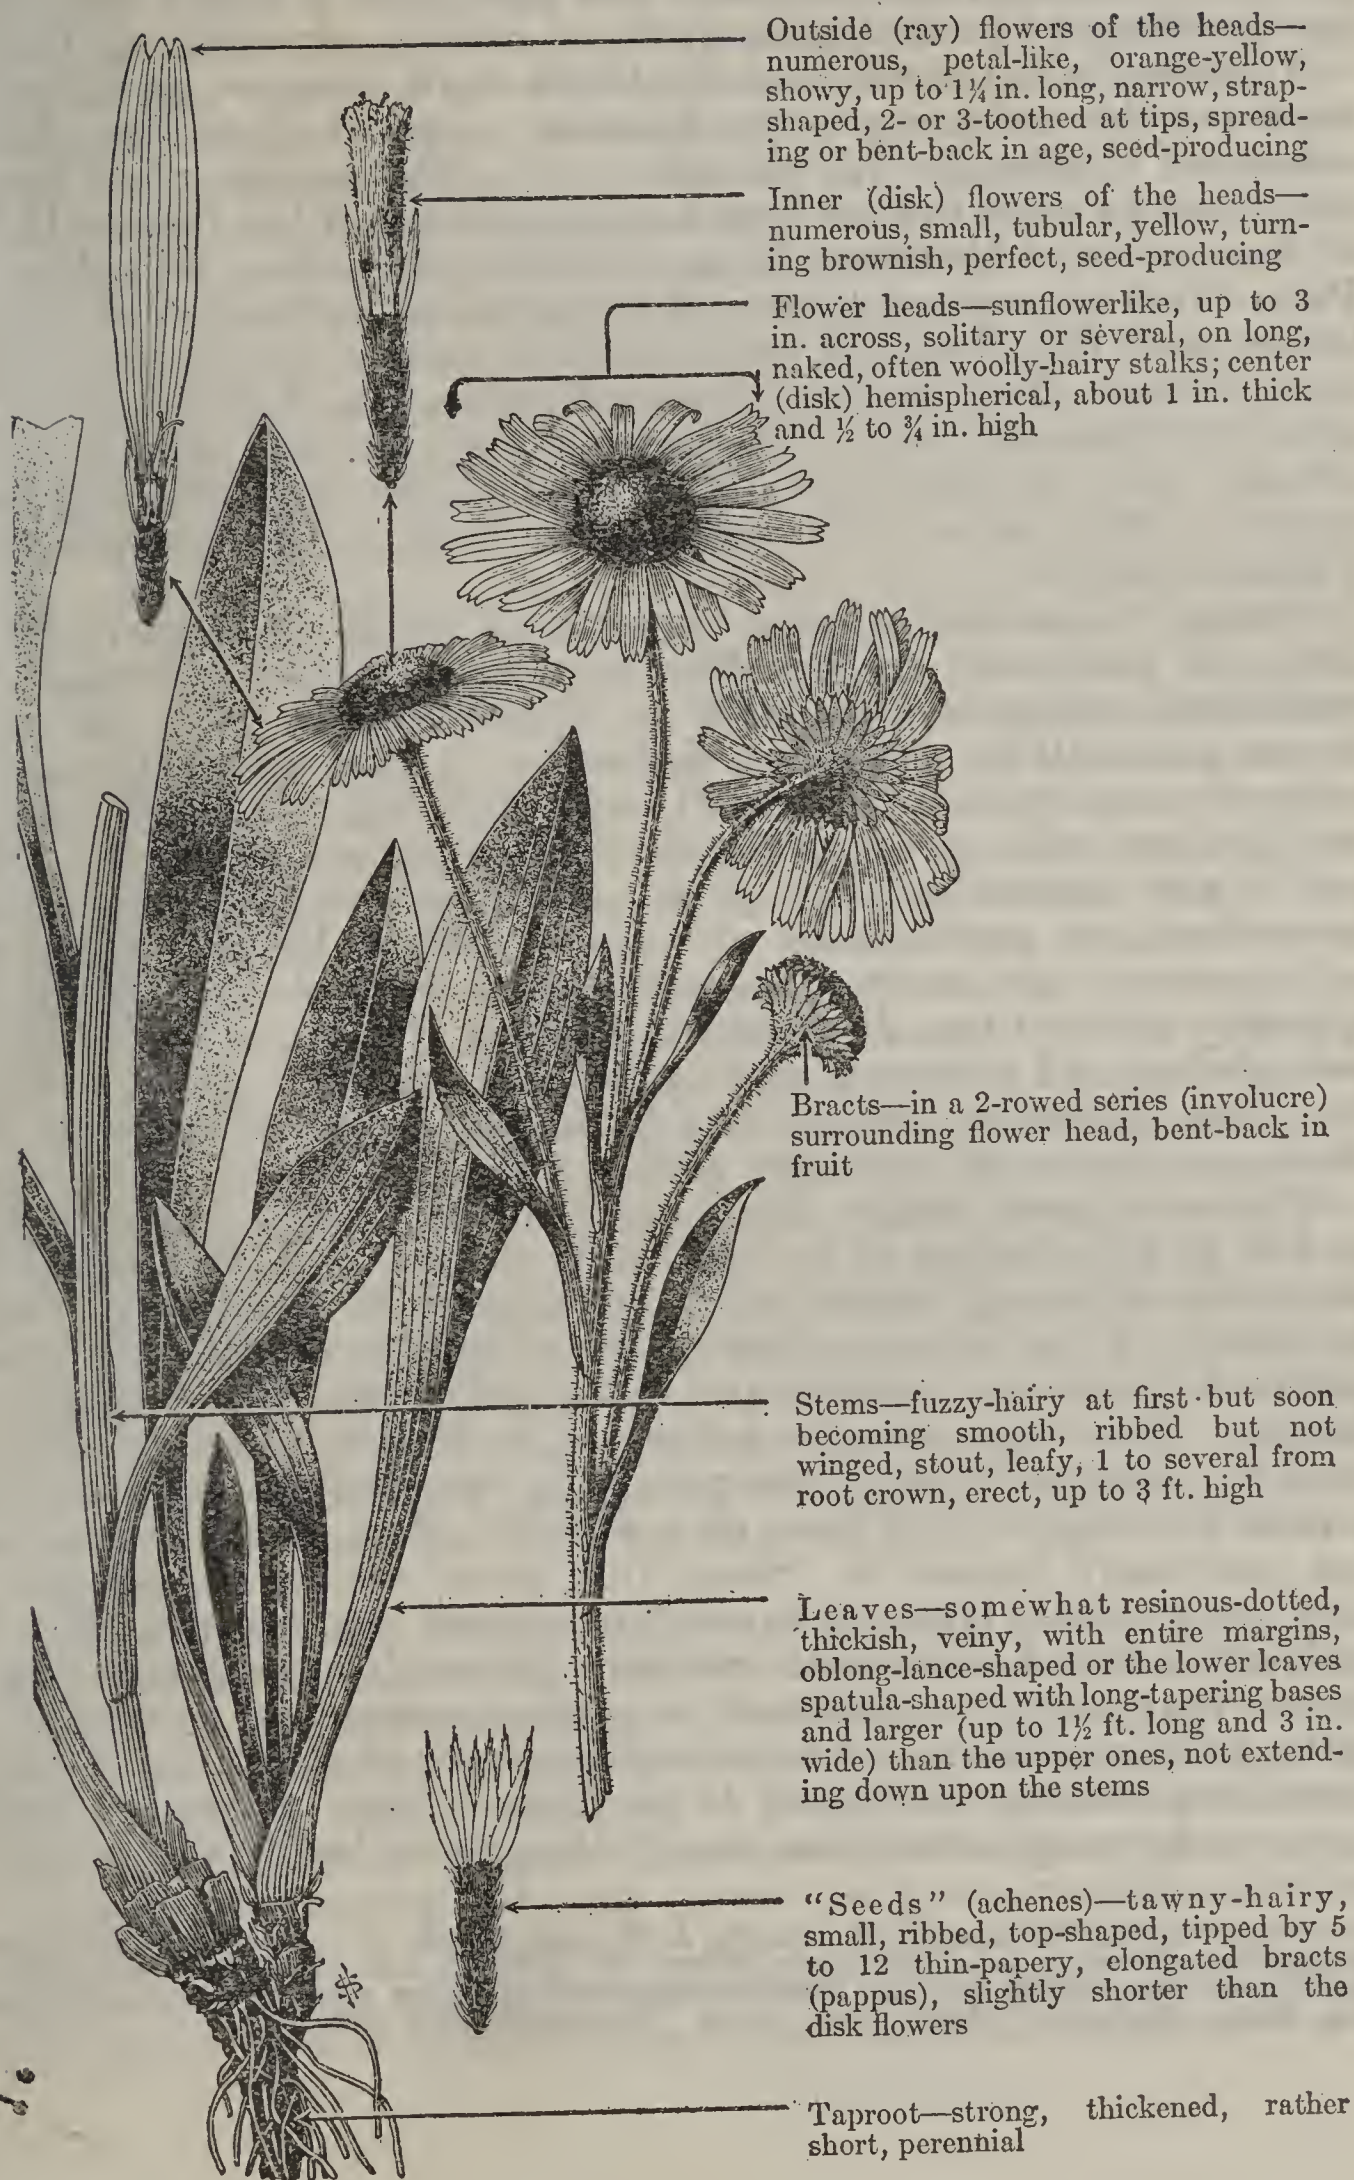 Outside (ray) flowers of the heads—
numerous, petal-like, orange-yellow,
showy, up to 1¼ in. long, narrow, strap-
shaped, 2- or 3-toothed at tips, spread-
ing or bent-back in age, seed-producing
Inner (disk) flowers of the heads—
numerous, small, tubular, yellow, turn-
ing brownish, perfect, seed-producing
Flower heads—sunflowerlike, up to 3
in. across, solitary or several, on long,
naked, often woolly-hairy stalks; center
(disk) hemispherical, about 1 in. thick
and ½ to ¾ in. high
Bracts—in a 2-rowed series (involucre)
surrounding flower head, bent-back in
fruit
Stems—fuzzy-hairy at first but soon
becoming smooth, ribbed but not
winged, stout, leafy, 1 to several from
root crown, erect, up to 3 ft. high
Leaves—somewhat resinous-dotted,
thickish, veiny, with entire margins,
oblong-lance-shaped or the lower leaves
spatula-shaped with long-tapering bases
and larger (up to 1½ ft. long and 3 in.
wide) than the upper ones, not extend-
ing down upon the stems
"Seeds" (achenes)—tawny-hairy,
small, ribbed, top-shaped, tipped by 5
to 12 thin-papery, elongated bracts
(pappus), slightly shorter than the
disk flowers
Taproot—strong, thickened, rather
short, perennial